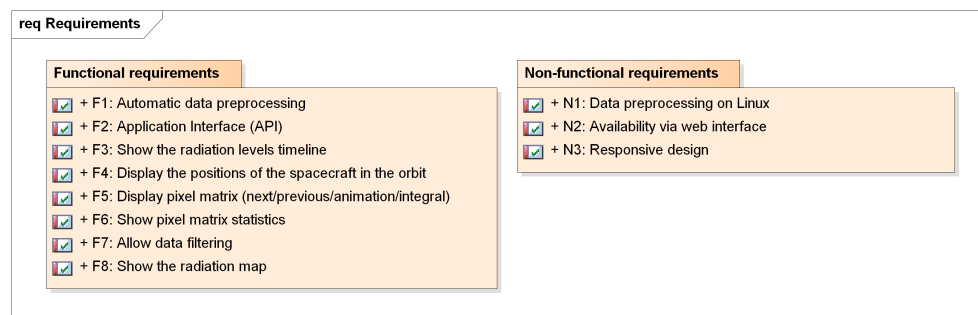 req Requirements
Functional requirements
+ F1: Automatic data preprocessing
+ F2: Application Interface (API)
+ F3: Show the radiation levels timeline
+ F4: Display the positions of the spacecraft in the orbit
+ F5: Display pixel matrix (next/previous/animation/integral)
+ F6: Show pixel matrix statistics
+ F7: Allow data filtering
+ F8: Show the radiation map
Non-functional requirements
+ N1: Data preprocessing on Linux
+ N2: Availability via web interface
+ N3: Responsive design